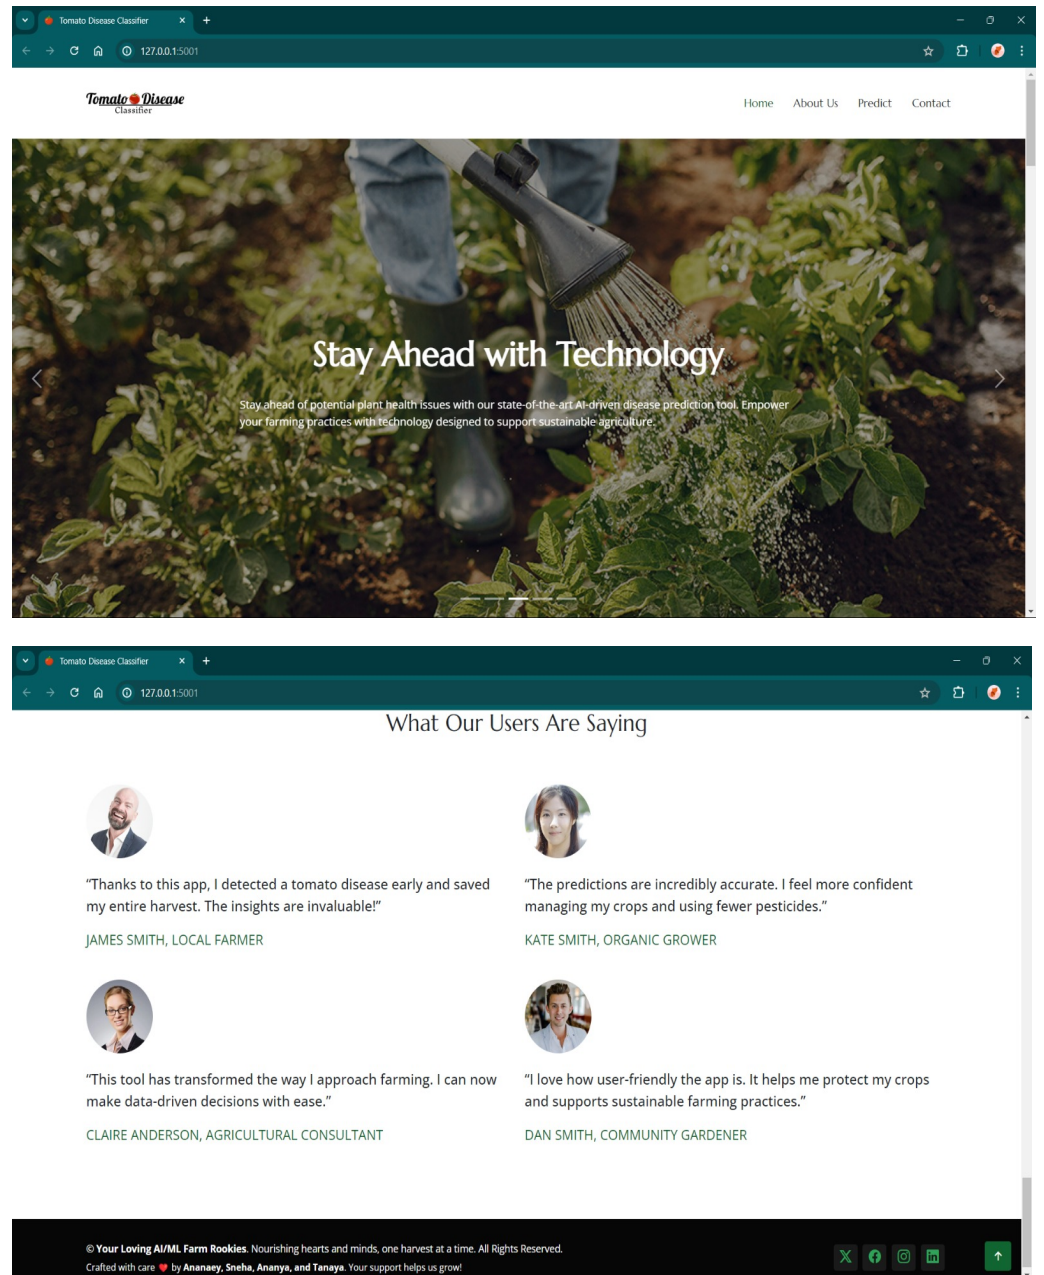 Tomato Disease Classifier
127.0.0.1:5001
Tomato Disease
Classifier
Home About Us Predict Contact
Stay Ahead with Technology
Stay ahead of potential plant health issues with our state-of-the-art AI-driven disease prediction tool. Empower
your farming practices with technology designed to support sustainable agriculture.
Tomato Disease Classifier
127.0.0.1:5001
What Our Users Are Saying
“Thanks to this app, I detected a tomato disease early and saved
my entire harvest. The insights are invaluable!”
JAMES SMITH, LOCAL FARMER
“The predictions are incredibly accurate. I feel more confident
managing my crops and using fewer pesticides.”
KATE SMITH, ORGANIC GROWER
“This tool has transformed the way I approach farming. I can now
make data-driven decisions with ease.”
CLAIRE ANDERSON, AGRICULTURAL CONSULTANT
“I love how user-friendly the app is. It helps me protect my crops
and supports sustainable farming practices.”
DAN SMITH, COMMUNITY GARDENER
© Your Loving AI/ML Farm Rookies. Nourishing hearts and minds, one harvest at a time. All Rights Reserved.
Crafted with care ❤ by Ananaey, Sneha, Ananya, and Tanaya. Your support helps us grow!